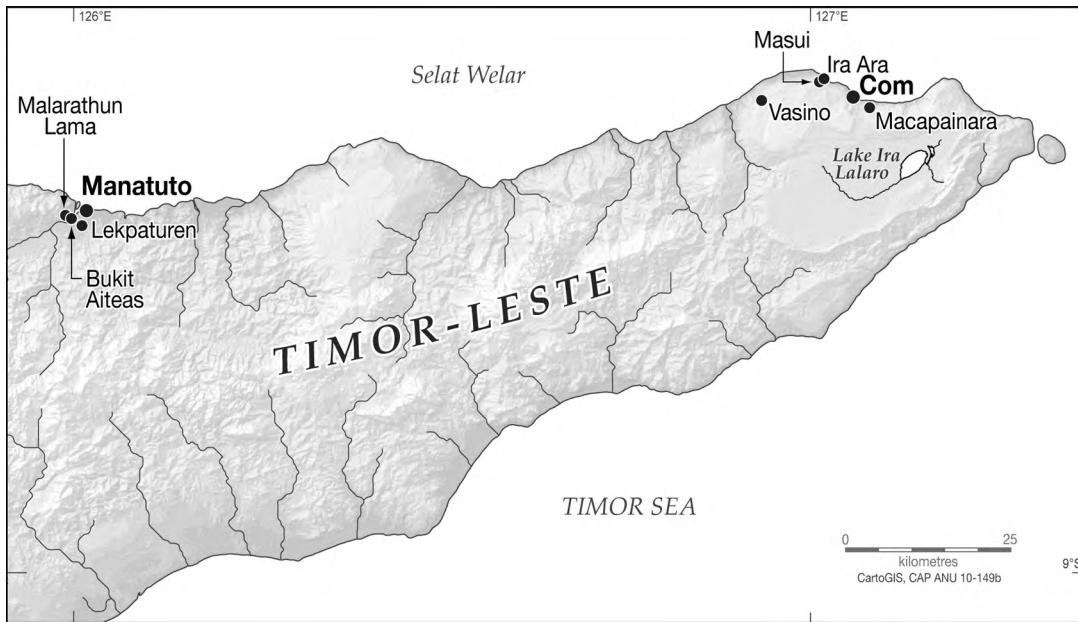 126°E
127°E
Selat Welar
Masui
Ira Ara
Com
Vasino
Macapainara
Lake Ira
Lalaro
Malarathun
Lama
Manatuto
Lekpaturen
Bukit
Aiteas
TIMOR-LESTE
TIMOR SEA
0
25
kilometres
CartoGIS, CAP ANU 10-149b
9°S